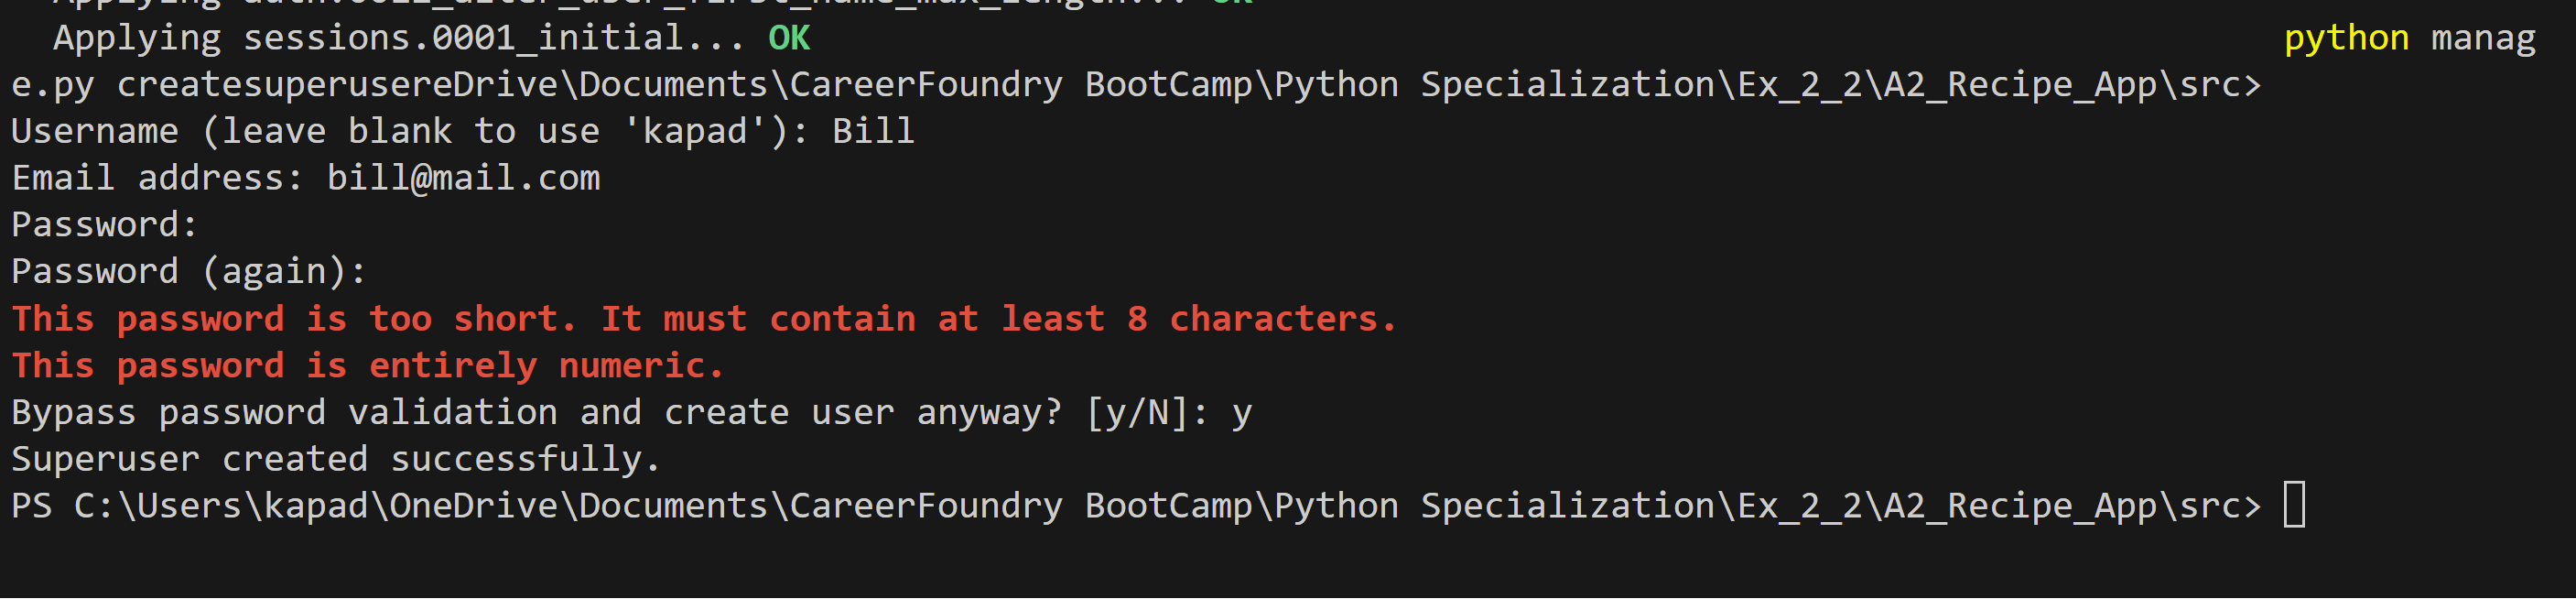 Applying auth.0011_alter_user_first_name_max_length... OK
Applying sessions.0001_initial... OK python manag
e.py createsuperusereDrive\Documents\CareerFoundry BootCamp\Python Specialization\Ex_2_2\A2_Recipe_App\src>
Username (leave blank to use 'kapad'): Bill
Email address: bill@mail.com
Password:
Password (again):
This password is too short. It must contain at least 8 characters.
This password is entirely numeric.
Bypass password validation and create user anyway? [y/N]: y
Superuser created successfully.
PS C:\Users\kapad\OneDrive\Documents\CareerFoundry BootCamp\Python Specialization\Ex_2_2\A2_Recipe_App\src>